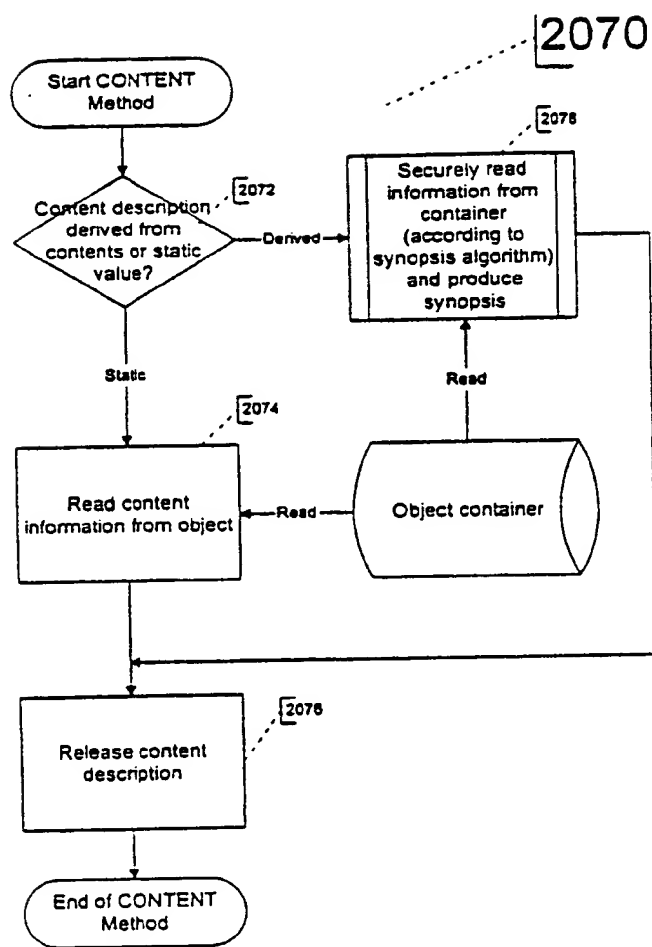 2070
Start CONTENT
Method
2072
Content description
derived from
contents or static
value?
Derived
2078
Securely read
information from
container
(according to
synopsis algorithm)
and produce
synopsis
Static
Read
2074
Read content
information from object
Read
Object container
2076
Release content
description
End of CONTENT
Method